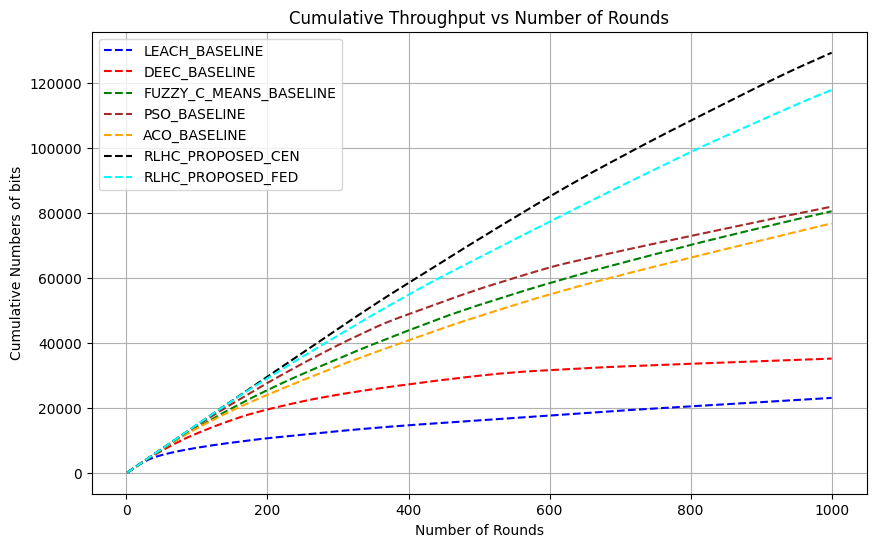 Cumulative Throughput vs Number of Rounds
LEACH_BASELINE
DEEC_BASELINE
FUZZY_C_MEANS_BASELINE
PSO_BASELINE
ACO_BASELINE
RLHC_PROPOSED_CEN
RLHC_PROPOSED_FED
Cumulative Numbers of bits
120000
100000
80000
60000
40000
20000
0
0 200 400 600 800 1000
Number of Rounds